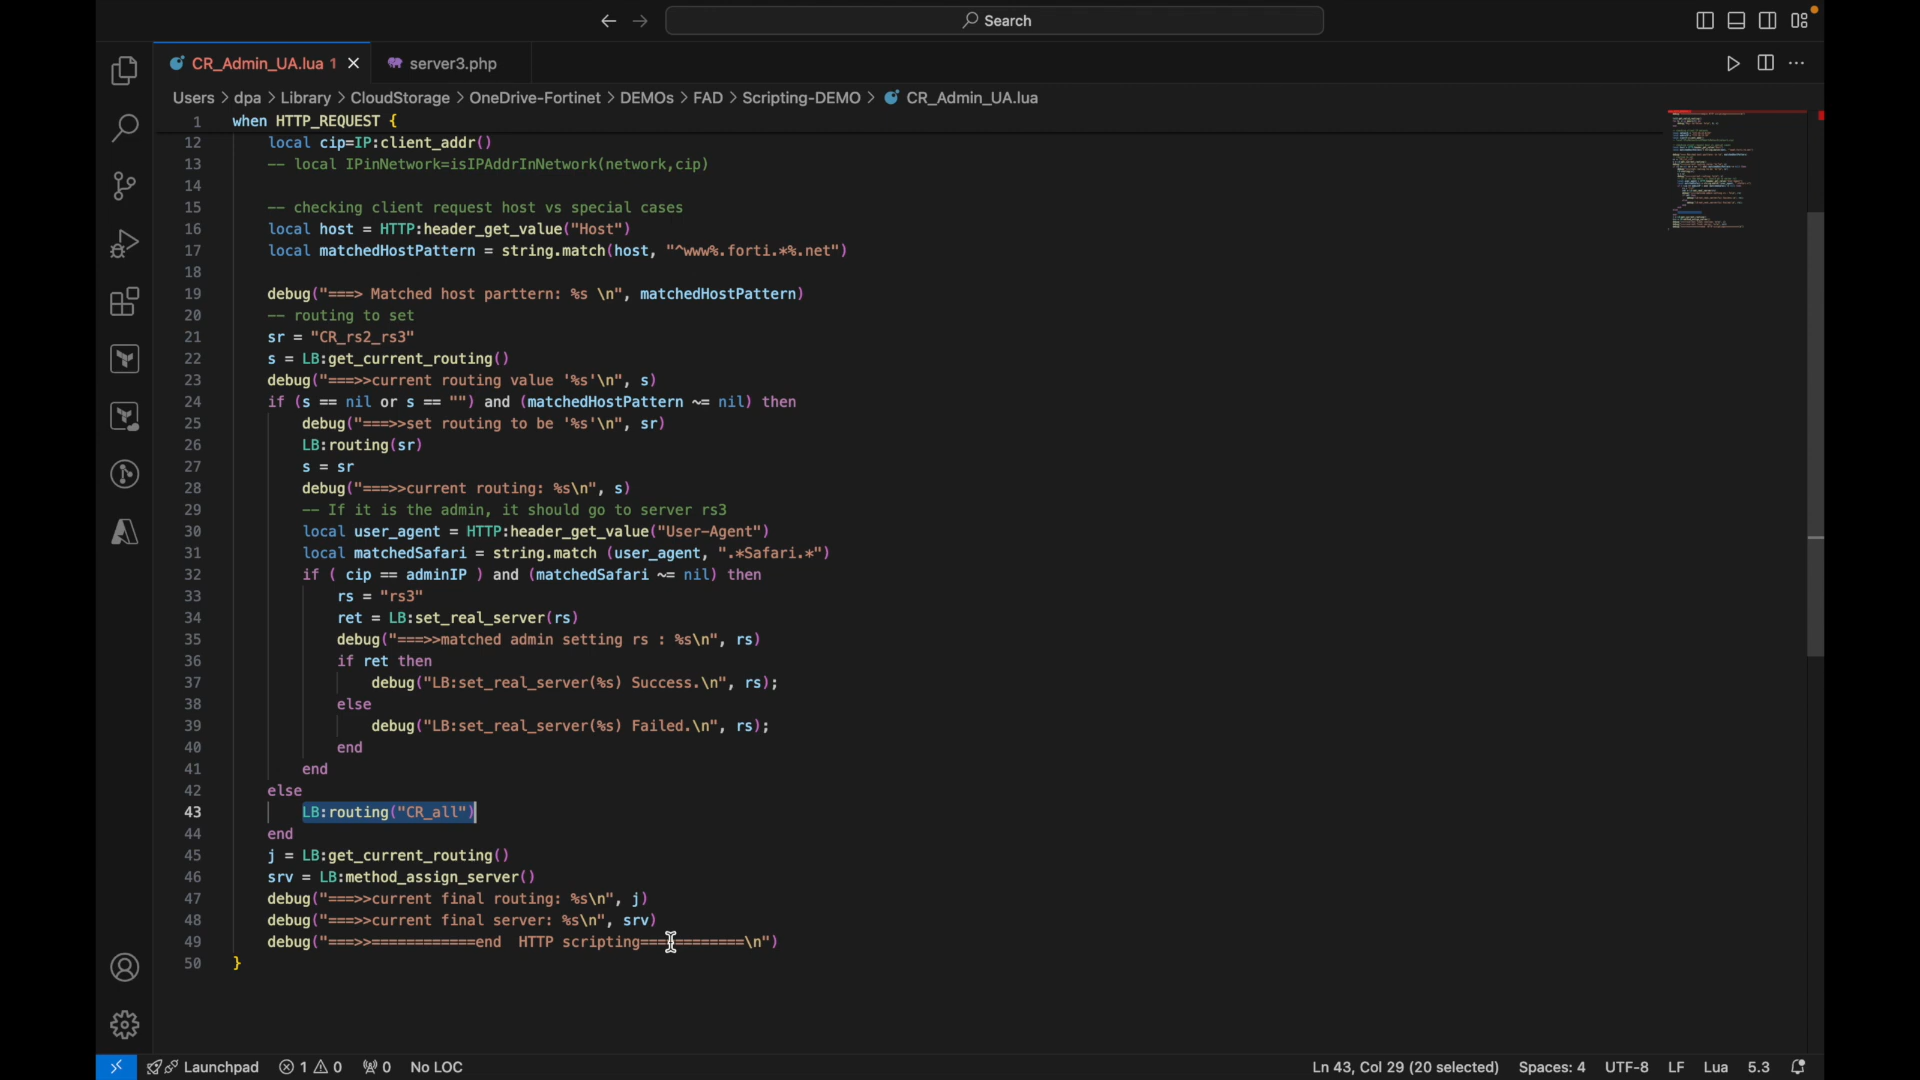 Search
CR_Admin_UA.lua 1
server3.php
Users > dpa > Library > CloudStorage > OneDrive-Fortinet > DEMOs > FAD > Scripting-DEMO > CR_Admin_UA.lua
1 when HTTP_REQUEST {
12 local cip=IP:client_addr()
13 -- local IPinNetwork=isIPAddrInNetwork(network,cip)
14
15 -- checking client request host vs special cases
16 local host = HTTP:header_get_value("Host")
17 local matchedHostPattern = string.match(host, "^www%.forti.*%.net")
18
19 debug("===> Matched host parttern: %s \n", matchedHostPattern)
20 -- routing to set
21 sr = "CR_rs2_rs3"
22 s = LB:get_current_routing()
23 debug("===>>current routing value '%s'\n", s)
24 if (s == nil or s == "") and (matchedHostPattern ~= nil) then
25 debug("===>>set routing to be '%s'\n", sr)
26 LB:routing(sr)
27 s = sr
28 debug("===>>current routing: %s\n", s)
29 -- If it is the admin, it should go to server rs3
30 local user_agent = HTTP:header_get_value("User-Agent")
31 local matchedSafari = string.match (user_agent, ".*Safari.*")
32 if ( cip == adminIP ) and (matchedSafari ~= nil) then
33 rs = "rs3"
34 ret = LB:set_real_server(rs)
35 debug("===>>matched admin setting rs : %s\n", rs)
36 if ret then
37 debug("LB:set_real_server(%s) Success.\n", rs);
38 else
39 debug("LB:set_real_server(%s) Failed.\n", rs);
40 end
41 end
42 else
43 LB:routing("CR_all")
44 end
45 j = LB:get_current_routing()
46 srv = LB:method_assign_server()
47 debug("===>>current final routing: %s\n", j)
48 debug("===>>current final server: %s\n", srv)
49 debug("===>>============end  HTTP scripting============\n")
50 }
Launchpad 1 0 0 No LOC Ln 43, Col 29 (20 selected) Spaces: 4 UTF-8 LF Lua 5.3